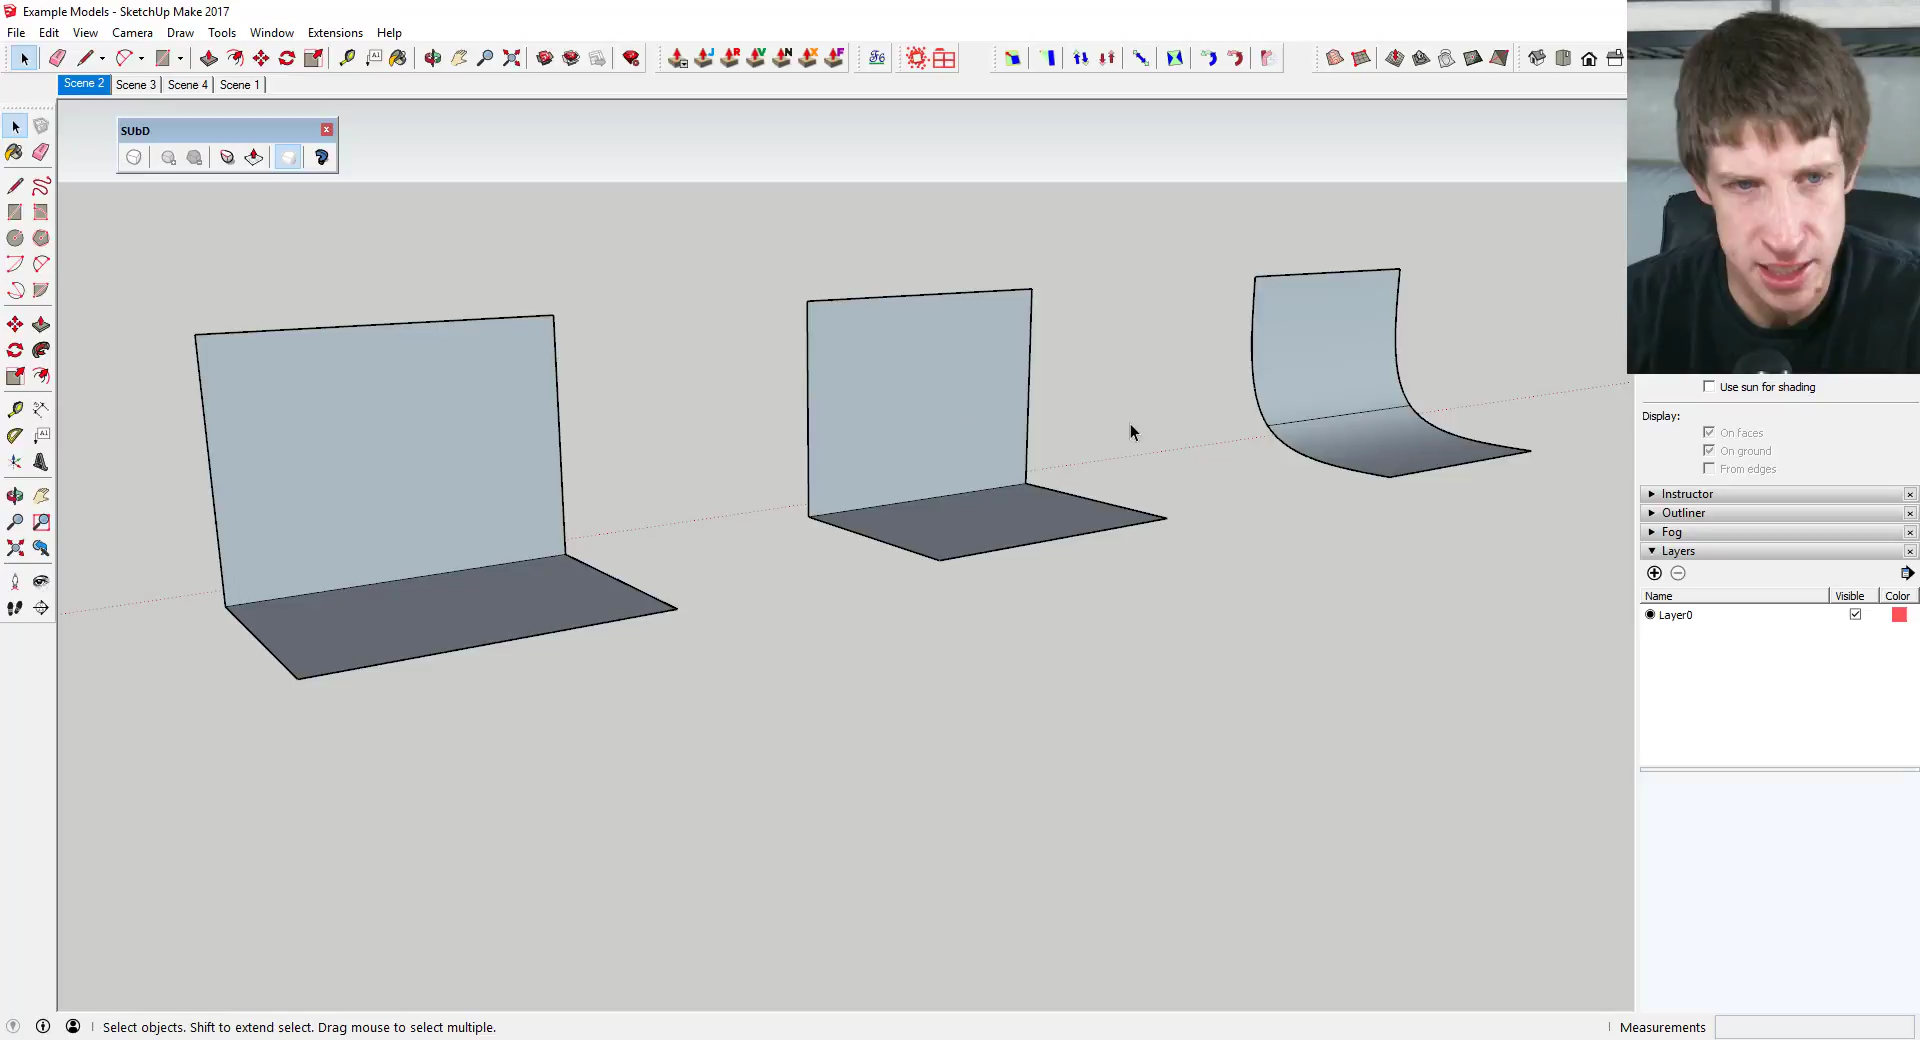 Example Models - SketchUp Make 2017
File Edit View Camera Draw Tools Window Extensions Help
Scene 2 Scene 3 Scene 4 Scene 1
SUbD
Use sun for shading
Display:
On faces
On ground
From edges
Instructor
Outliner
Fog
Layers
Name Visible Color
Layer0
Select objects. Shift to extend select. Drag mouse to select multiple.
Measurements